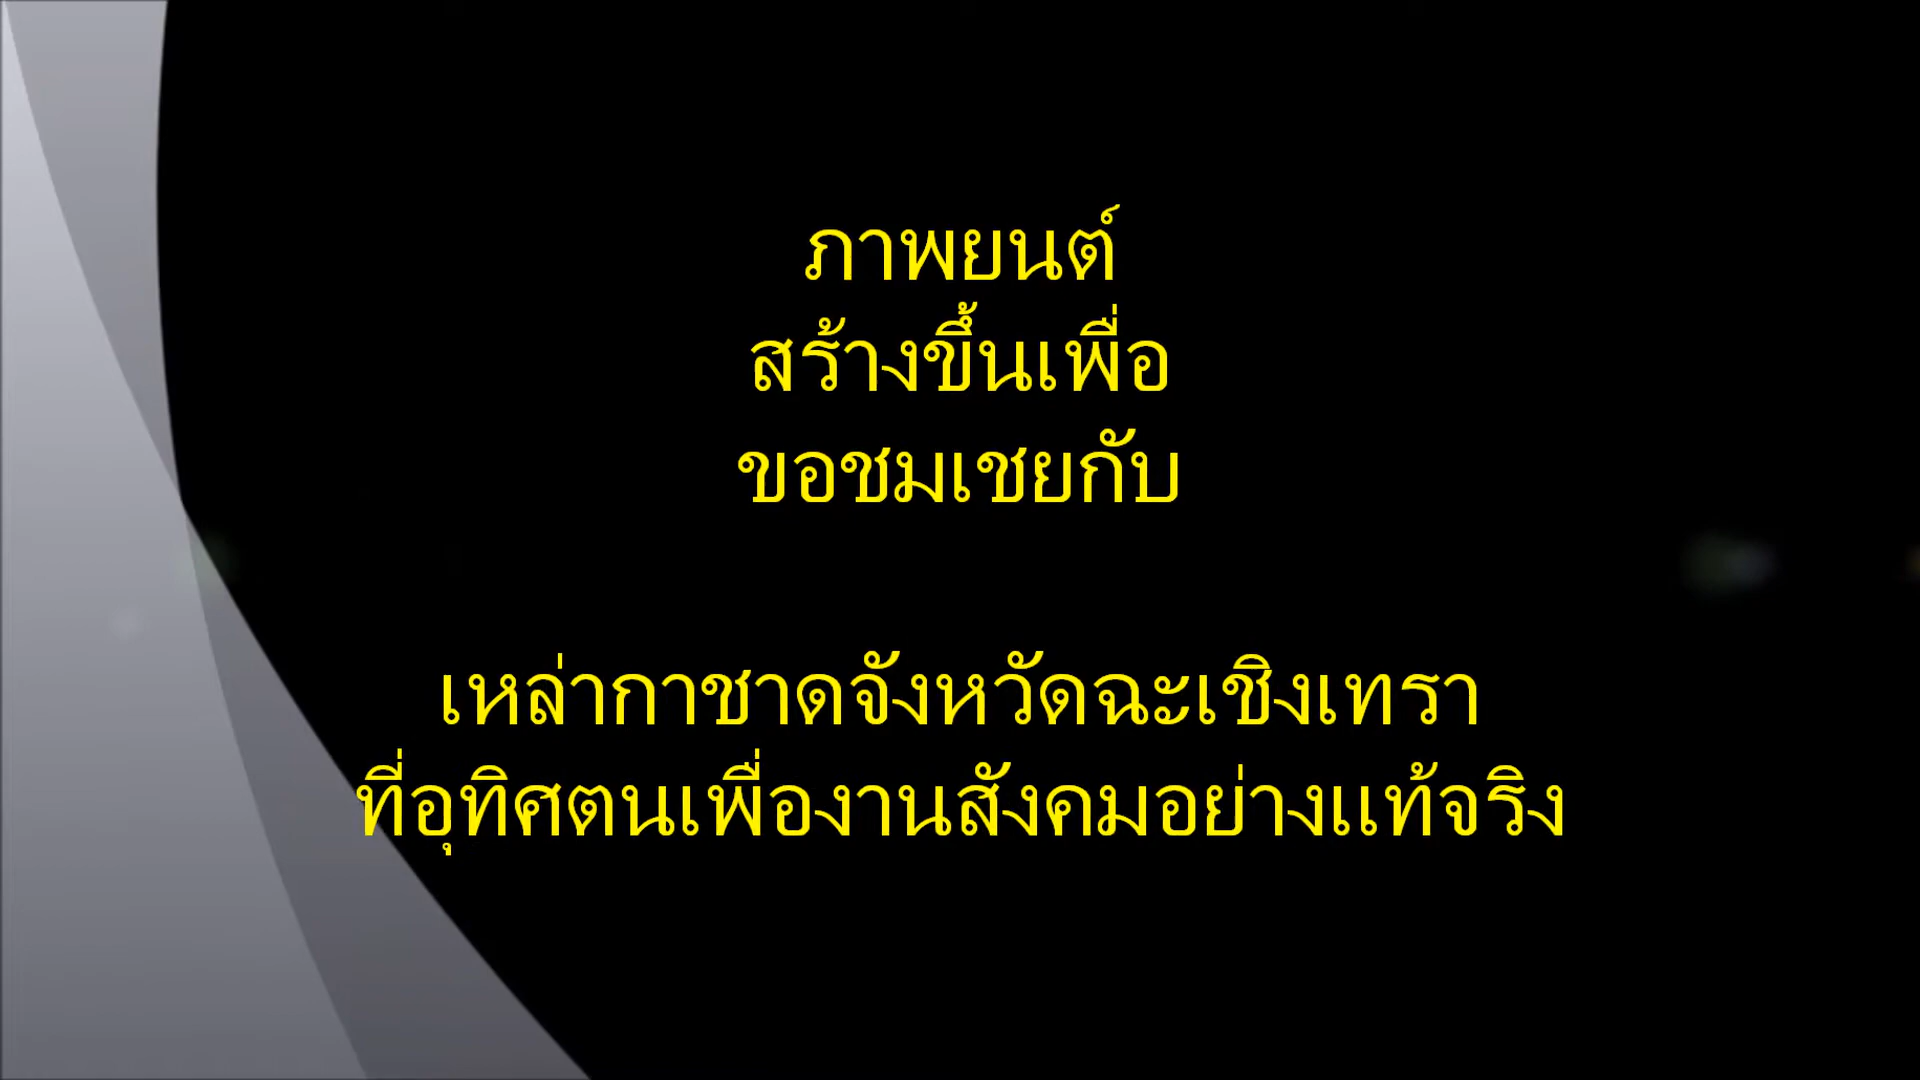 ภาพยนต์
สร้างขึ้นเพื่อ
ขอชมเชยกับ
เหล่ากาชาดจังหวัดฉะเชิงเทรา
ที่อุทิศตนเพื่องานสังคมอย่างแท้จริง